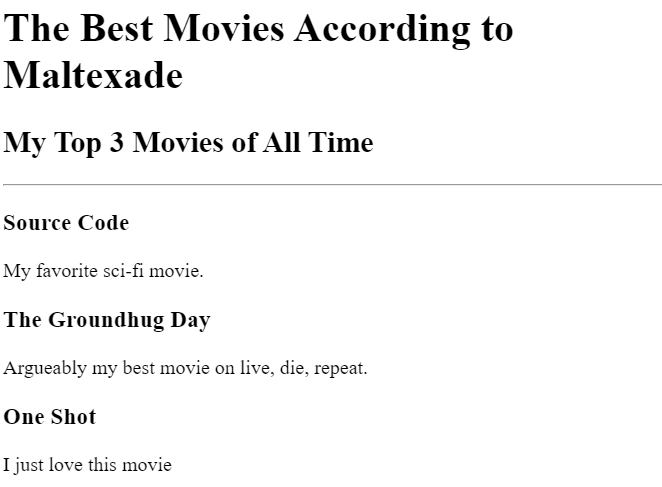 The Best Movies According to
Maltexade
My Top 3 Movies of All Time
Source Code
My favorite sci-fi movie.
The Groundhug Day
Argueably my best movie on live, die, repeat.
One Shot
I just love this movie